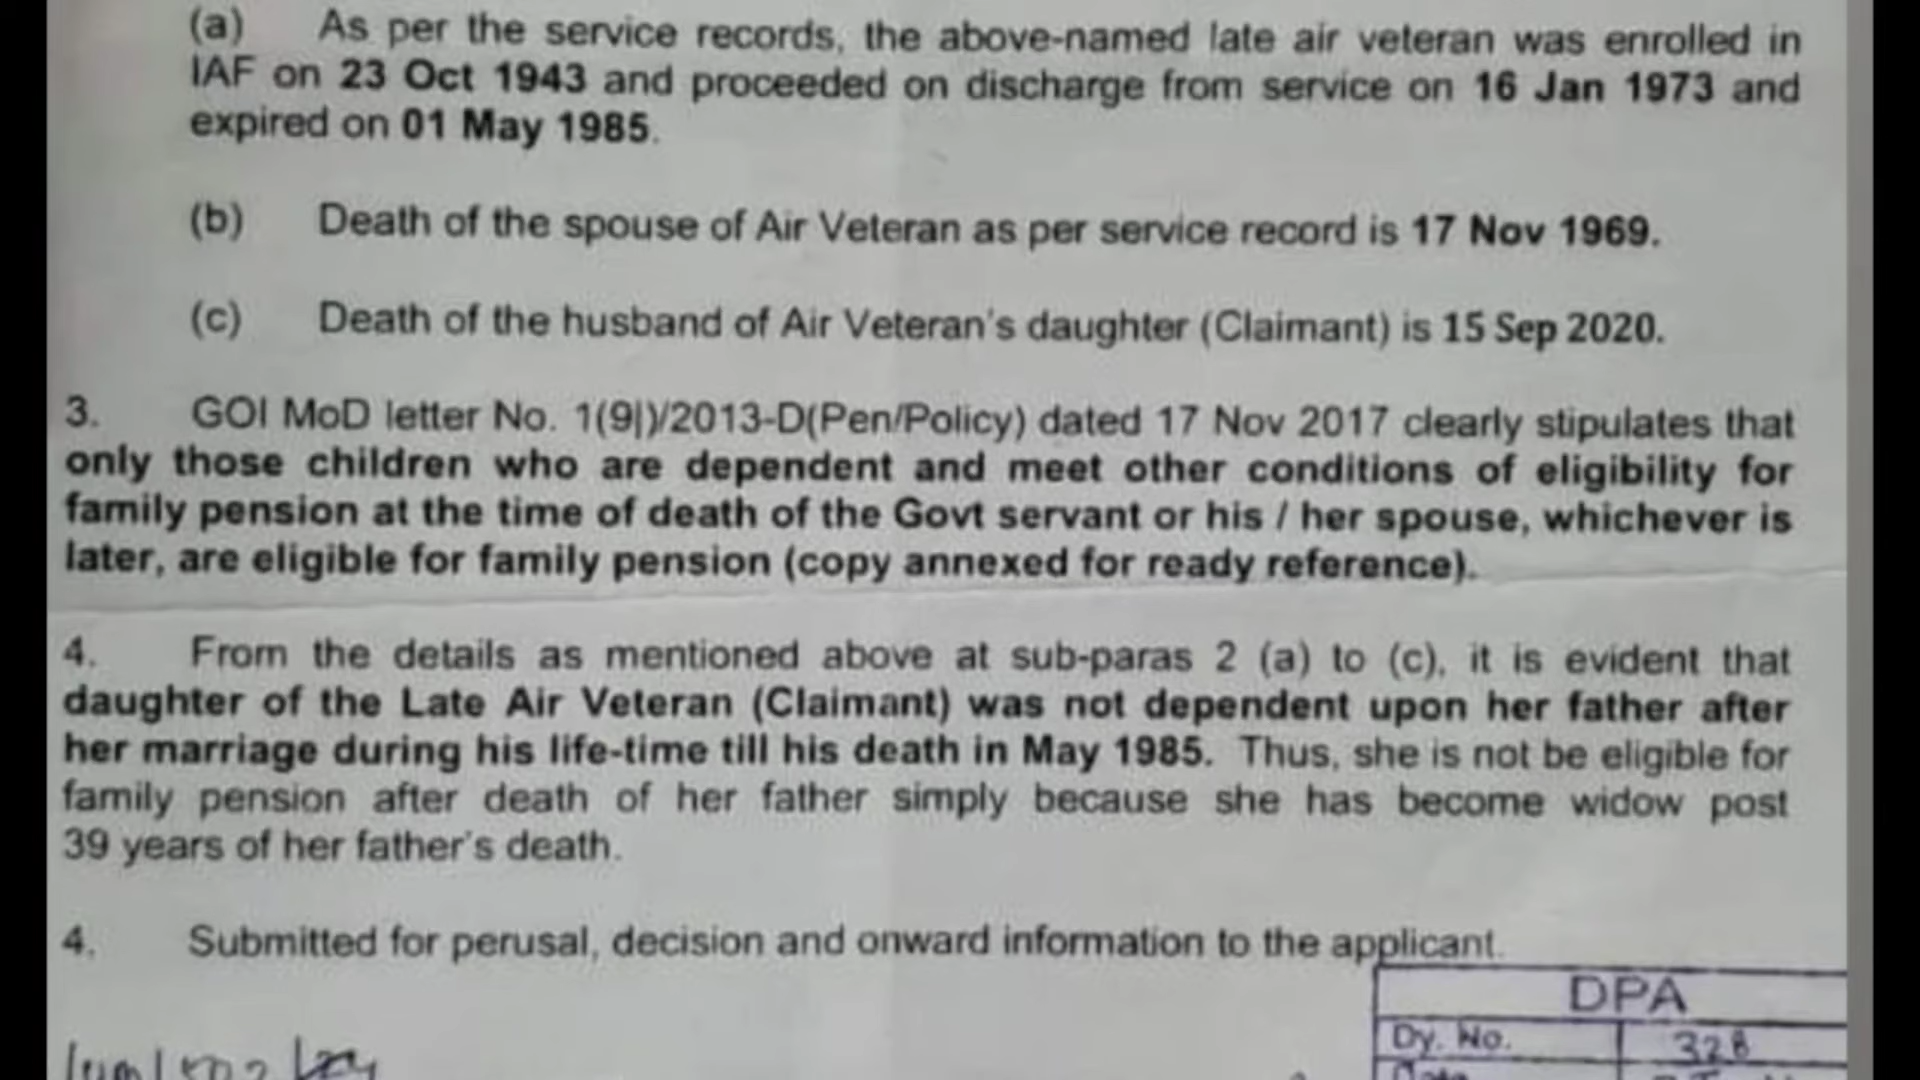 (a) As per the service records, the above-named late air veteran was enrolled in
IAF on 23 Oct 1943 and proceeded on discharge from service on 16 Jan 1973 and
expired on 01 May 1985.
(b) Death of the spouse of Air Veteran as per service record is 17 Nov 1969.
(c) Death of the husband of Air Veteran's daughter (Claimant) is 15 Sep 2020.
3. GOI MoD letter No. 1(9|)/2013-D(Pen/Policy) dated 17 Nov 2017 clearly stipulates that
only those children who are dependent and meet other conditions of eligibility for
family pension at the time of death of the Govt servant or his / her spouse, whichever is
later, are eligible for family pension (copy annexed for ready reference).
4. From the details as mentioned above at sub-paras 2 (a) to (c), it is evident that
daughter of the Late Air Veteran (Claimant) was not dependent upon her father after
her marriage during his life-time till his death in May 1985. Thus, she is not be eligible for
family pension after death of her father simply because she has become widow post
39 years of her father's death.
4. Submitted for perusal, decision and onward information to the applicant.
DPA
Dy. No. 328